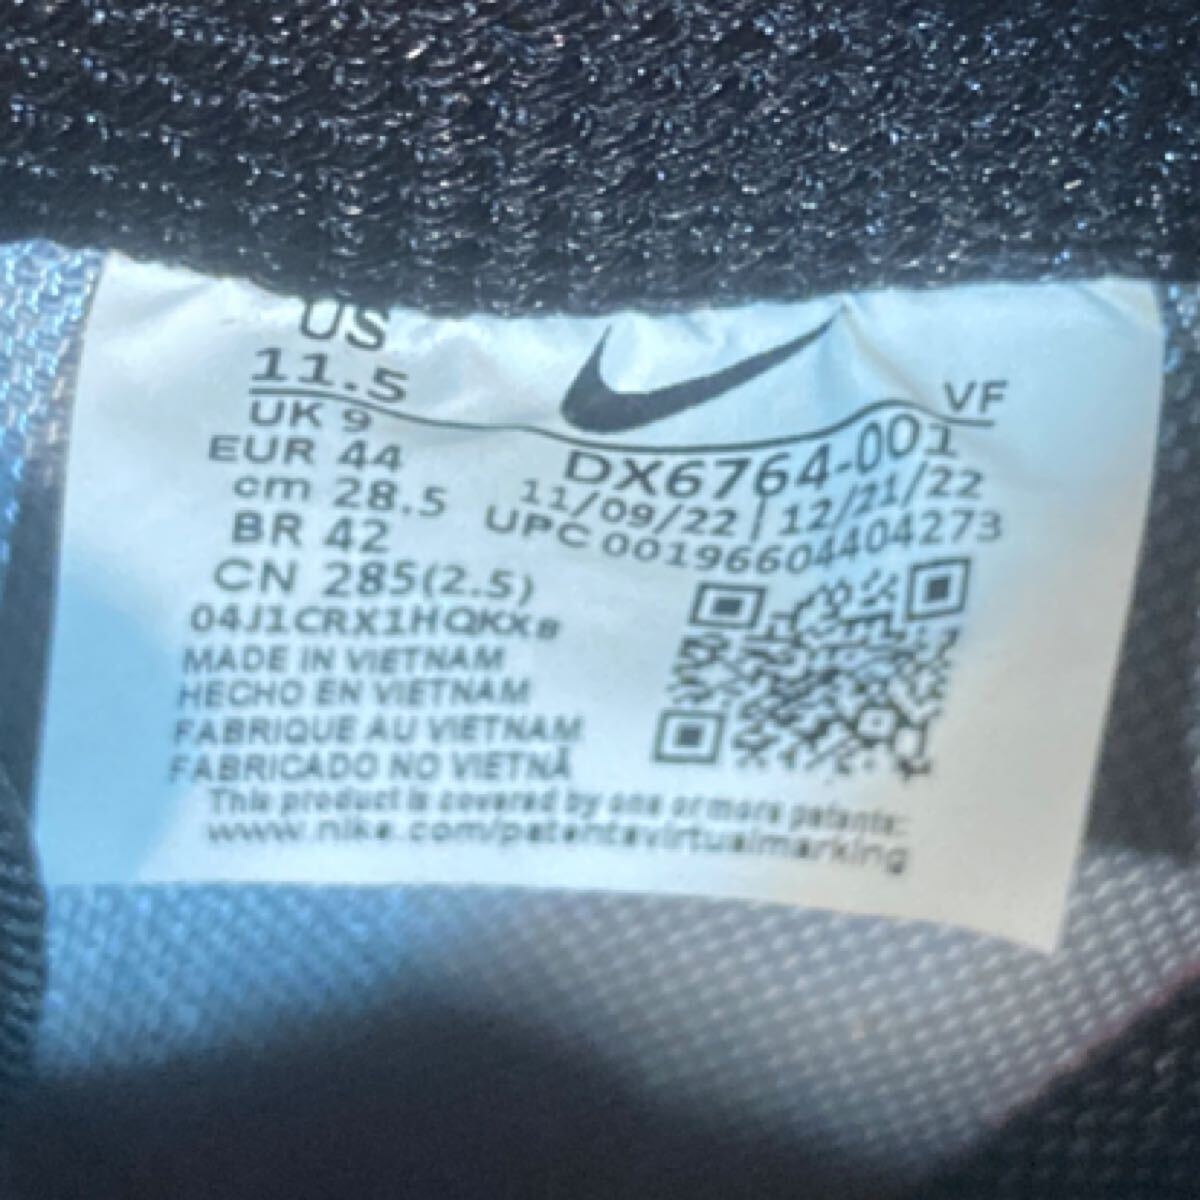 US
11.5
UK 9
EUR 44
cm 28.5
BR 42
CN 285(2.5)
04J1CRX1HQKXs
MADE IN VIETNAM
HECHO EN VIETNAM
FABRIQUE AU VIETNAM
FABRICADO NO VIETNÃ
This product is covered by one or more patents:
www.nike.com/patentsvirtualmarking
VF
DX6764-001
11/09/22 | 12/21/22
UPC 00196604404273